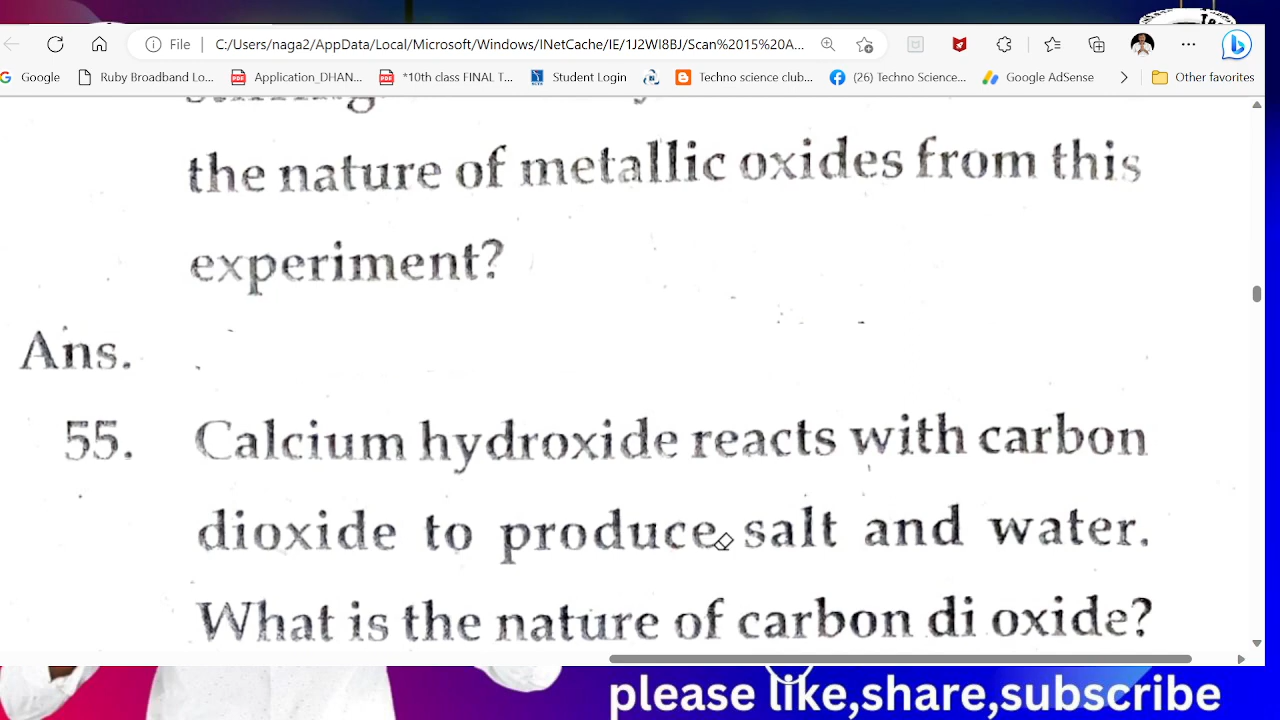 File
C:/Users/naga2/AppData/Local/Microsoft/Windows/INetCache/IE/1J2WI8BJ/Scan%2015%20A...
Google
Ruby Broadband Lo...
Application_DHAN...
*10th class FINAL T...
Student Login
Techno science club...
(26) Techno Scienc...
Google AdSense
Other favorites
the nature of metallic oxides from this
experiment?
Ans.
55. Calcium hydroxide reacts with carbon
dioxide to produce salt and water.
What is the nature of carbon di oxide?
please like,share,subscribe